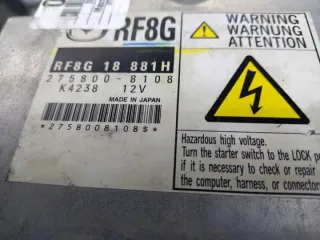 RF8G
RF8G 18 881H
275800-8108
K4238 12V
MADE IN JAPAN
*2758008108$*
WARNING
WARNUNG
ATTENTION
Hazardous high voltage.
Turn the starter switch to the LOCK
if it is necessary to check or repair
the computer, harness, or connector